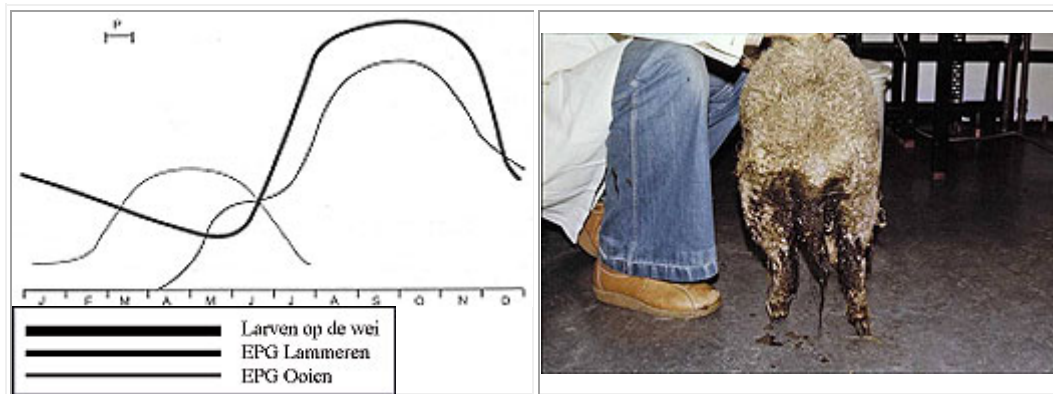 P
J F M A M J J A S O N D
Larven op de wei
EPG Lammeren
EPG Ooien